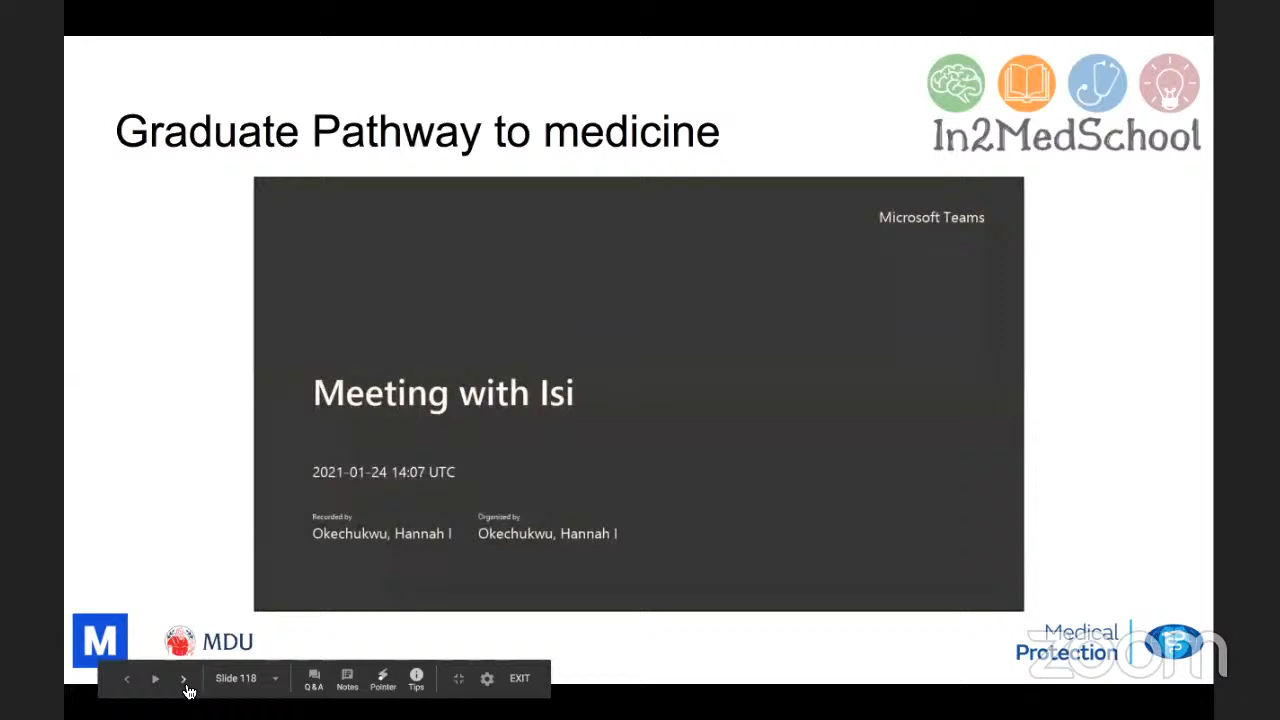 Graduate Pathway to medicine
In2MedSchool
Microsoft Teams
Meeting with Isi
2021-01-24 14:07 UTC
Recorded by
Organised by
Okechukwu, Hannah I
Okechukwu, Hannah I
M
MDU
Medical
Protection
zoom
Slide 118
Q&A
Notes
Pointer
Tips
EXIT